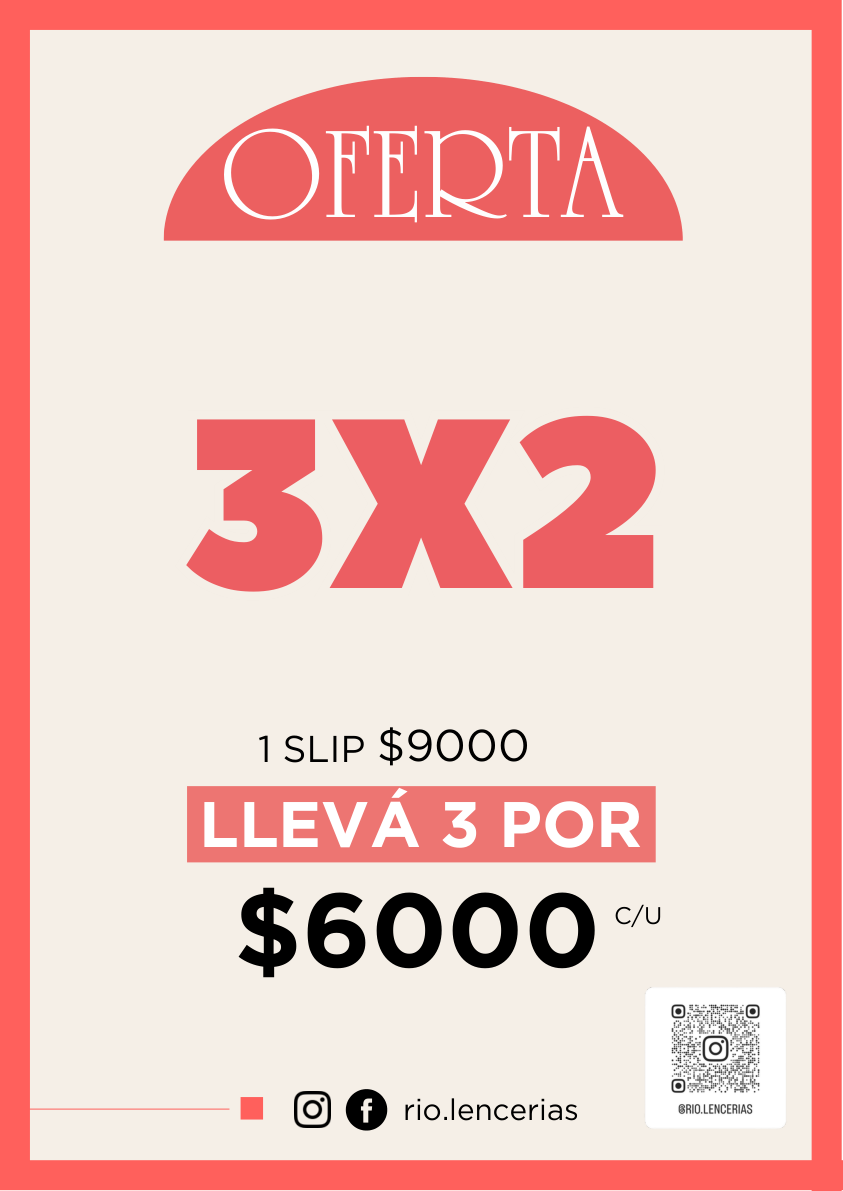 OFERTA
3X2
1 SLIP $9000
LLEVÁ 3 POR
$6000 C/U
@RIO.LENCERIAS
rio.lencerias